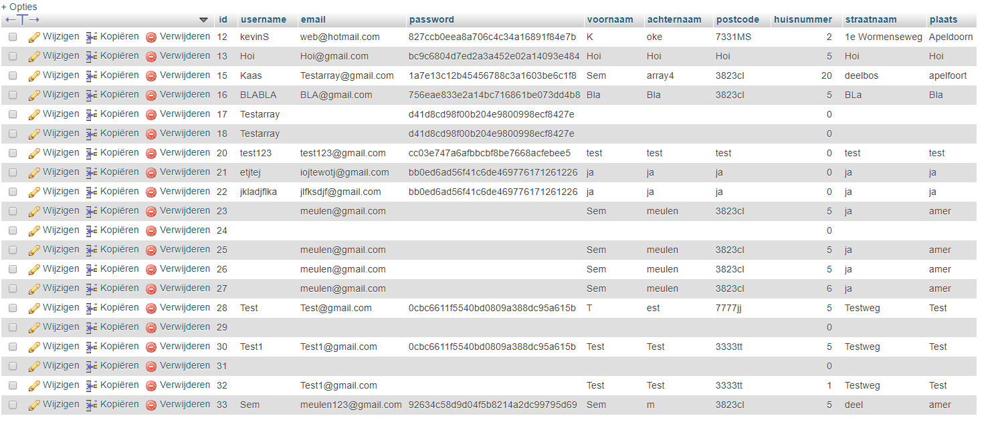 + Opties
←T→ id username email password voornaam achternaam postcode huisnummer straatnaam plaats
Wijzigen Kopiëren Verwijderen 12 kevinS web@hotmail.com 827ccb0eea8a706c4c34a16891f84e7b K oke 7331MS 2 1e Wormenseweg Apeldoorn
Wijzigen Kopiëren Verwijderen 13 Hoi Hoi@gmail.com bc9c6804d7ed2a3a452e02a14093e484 Hoi Hoi Hoi 5 Hoi Hoi
Wijzigen Kopiëren Verwijderen 15 Kaas Testarray@gmail.com 1a7e13c12b45456788c3a1603be6c1f8 Sem array4 3823cl 20 deelbos apelfoort
Wijzigen Kopiëren Verwijderen 16 BLABLA BLA@gmail.com 756eae833e2a14bc716861be073dd4b8 Bla Bla 3823cl 5 BLa Bla
Wijzigen Kopiëren Verwijderen 17 Testarray d41d8cd98f00b204e9800998ecf8427e 0
Wijzigen Kopiëren Verwijderen 18 Testarray d41d8cd98f00b204e9800998ecf8427e 0
Wijzigen Kopiëren Verwijderen 20 test123 test123@gmail.com cc03e747a6afbbcbf8be7668acfebee5 test test test 0 test test
Wijzigen Kopiëren Verwijderen 21 etjtej iojtewotj@gmail.com bb0ed6ad56f41c6de469776171261226 ja ja ja 0 ja ja
Wijzigen Kopiëren Verwijderen 22 jkladjflka jlfksdjf@gmail.com bb0ed6ad56f41c6de469776171261226 ja ja ja 0 ja ja
Wijzigen Kopiëren Verwijderen 23 meulen@gmail.com Sem meulen 3823cl 5 ja amer
Wijzigen Kopiëren Verwijderen 24 0
Wijzigen Kopiëren Verwijderen 25 meulen@gmail.com Sem meulen 3823cl 5 ja amer
Wijzigen Kopiëren Verwijderen 26 meulen@gmail.com Sem meulen 3823cl 5 ja amer
Wijzigen Kopiëren Verwijderen 27 meulen@gmail.com Sem meulen 3823cl 6 ja amer
Wijzigen Kopiëren Verwijderen 28 Test Test@gmail.com 0cbc6611f5540bd0809a388dc95a615b T est 7777jj 5 Testweg Test
Wijzigen Kopiëren Verwijderen 29 0
Wijzigen Kopiëren Verwijderen 30 Test1 Test1@gmail.com 0cbc6611f5540bd0809a388dc95a615b Test Test 3333tt 5 Testweg Test
Wijzigen Kopiëren Verwijderen 31 0
Wijzigen Kopiëren Verwijderen 32 Test1@gmail.com Test Test 3333tt 1 Testweg Test
Wijzigen Kopiëren Verwijderen 33 Sem meulen123@gmail.com 92634c58d9d04f5b8214a2dc99795d69 Sem m 3823cl 5 deel amer